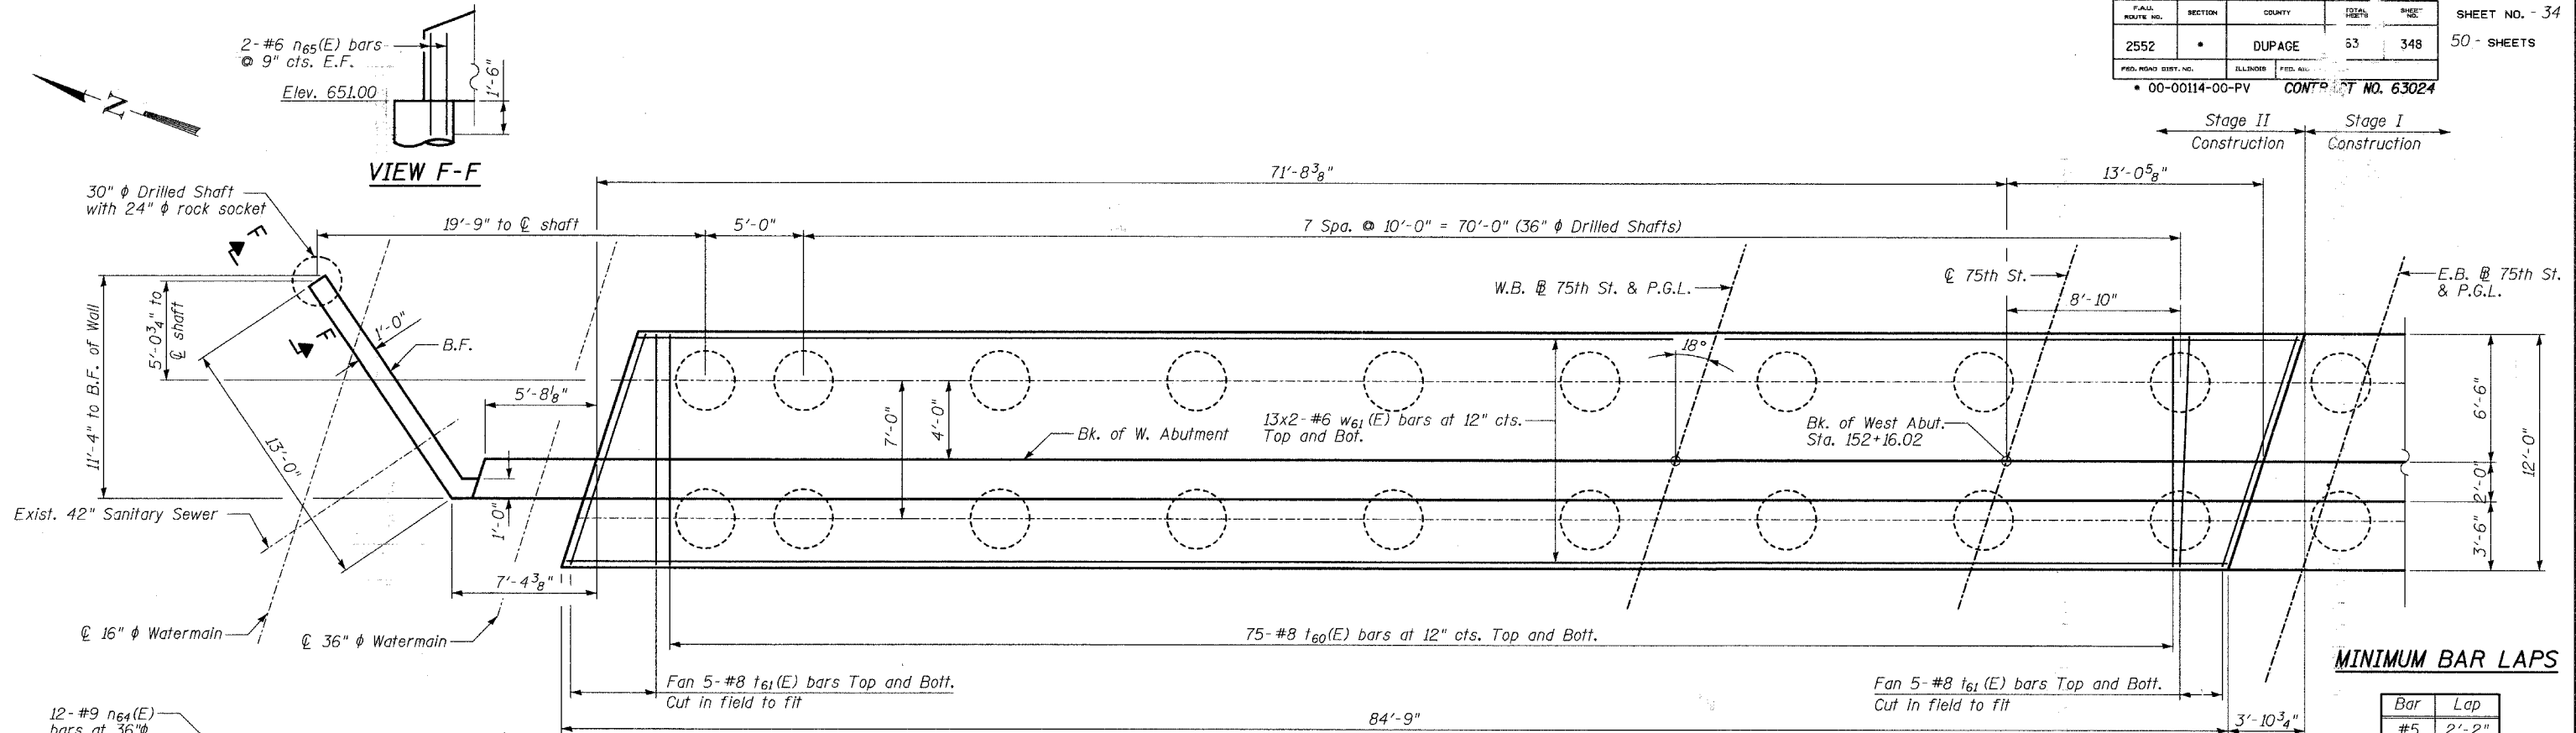 F.A.U. ROUTE NO. SECTION COUNTY TOTAL SHEETS SHEET NO.
2552 • DUPAGE 63 348
FED. ROAD DIST. NO. ILLINOIS
SHEET NO. - 34
50 - SHEETS
• 00-00114-00-PV CONTRACT NO. 63024
2-#6 n65(E) bars
@ 9" cts. E.F.
Elev. 651.00
1'-6"
VIEW F-F
N
Stage II
Construction
Stage I
Construction
71'-8 3/8"
13'-0 5/8"
30" ϕ Drilled Shaft
with 24" ϕ rock socket
19'-9" to ℄ shaft
5'-0"
7 Spa. @ 10'-0" = 70'-0" (36" ϕ Drilled Shafts)
F
F
W.B. ⅊ 75th St. & P.G.L.
℄ 75th St.
E.B. ⅊ 75th St.
& P.G.L.
8'-10"
11'-4" to B.F. of Wall
5'-0 3/4" to
℄ shaft
1'-0"
B.F.
18°
5'-8 1/8"
7'-0"
4'-0"
13x2-#6 w61(E) bars at 12" cts.
Top and Bot.
Bk. of W. Abutment
Bk. of West Abut.
Sta. 152+16.02
6'-6"
2'-0"
3'-6"
12'-0"
13'-0"
1'-0"
Exist. 42" Sanitary Sewer
7'-4 3/8"
℄ 16" ϕ Watermain
℄ 36" ϕ Watermain
75-#8 t60(E) bars at 12" cts. Top and Bott.
MINIMUM BAR LAPS
Fan 5-#8 t61(E) bars Top and Bott.
Cut in field to fit
Fan 5-#8 t61(E) bars Top and Bott.
Cut in field to fit
84'-9"
3'-10 3/4"
12-#9 n64(E)
bars at 36"ϕ
Bar Lap
#5 2'-2"